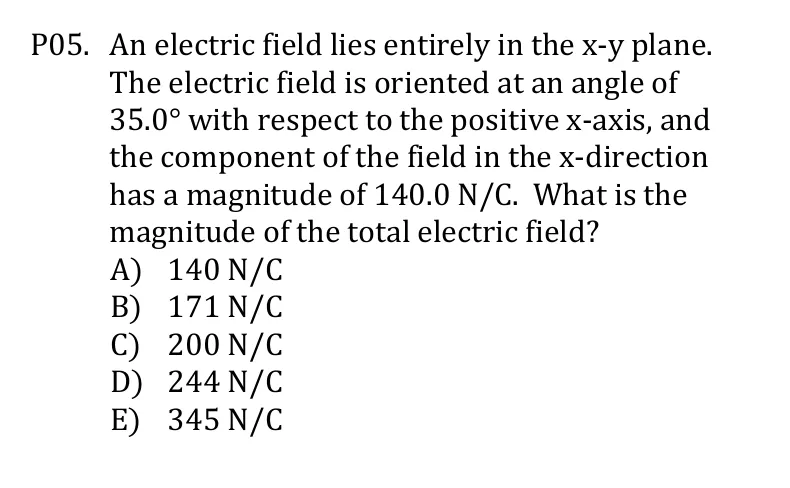 P05. An electric field lies entirely in the x-y plane.
The electric field is oriented at an angle of
35.0° with respect to the positive x-axis, and
the component of the field in the x-direction
has a magnitude of 140.0 N/C. What is the
magnitude of the total electric field?
A) 140 N/C
B) 171 N/C
C) 200 N/C
D) 244 N/C
E) 345 N/C